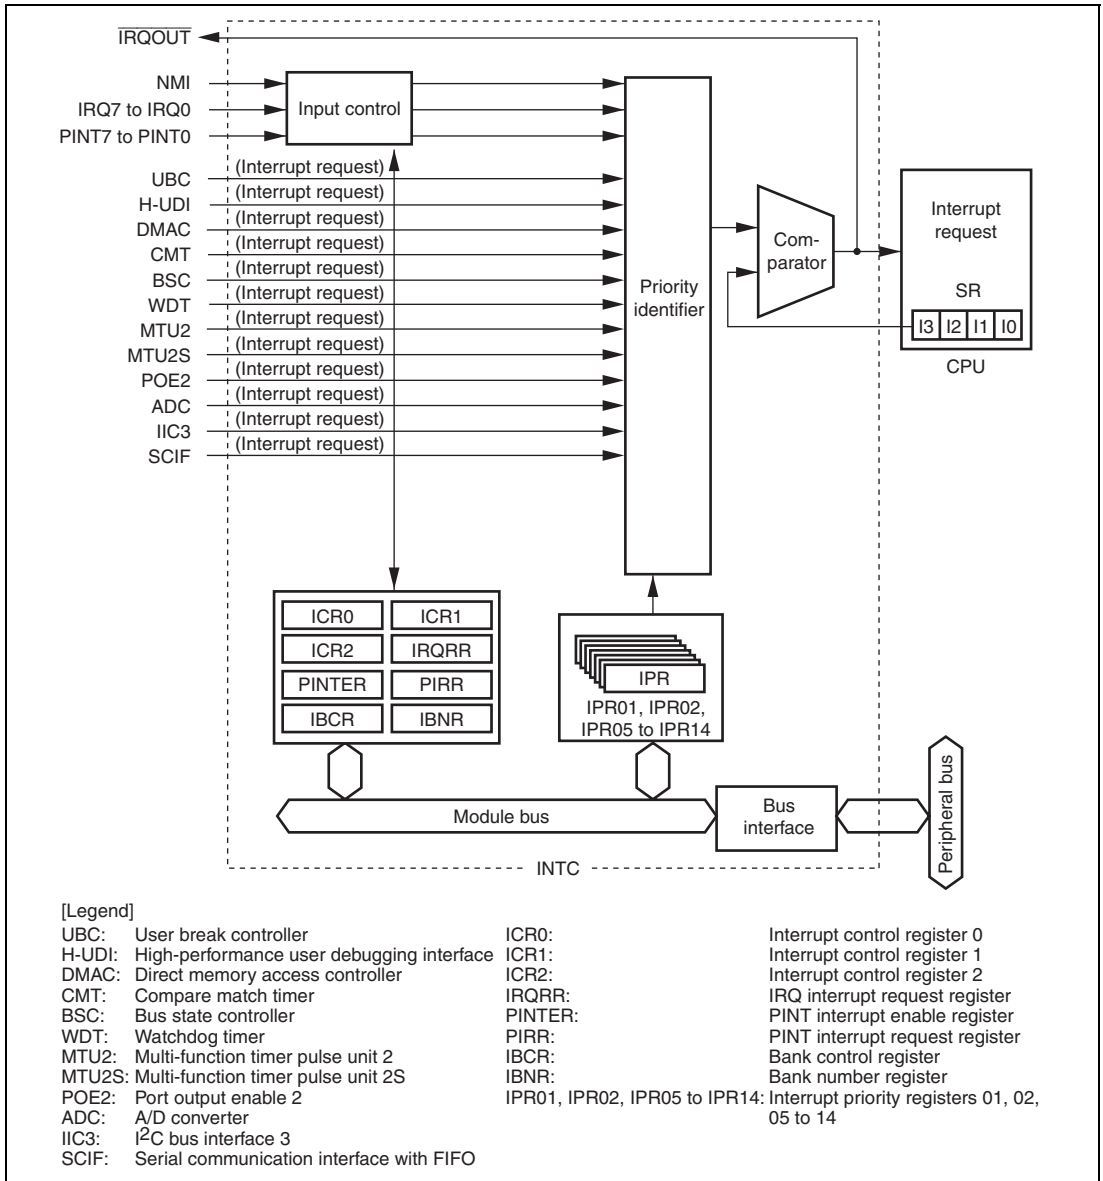 IRQOUT
NMI
IRQ7 to IRQ0
PINT7 to PINT0
Input control
UBC
(Interrupt request)
H-UDI
(Interrupt request)
DMAC
(Interrupt request)
CMT
(Interrupt request)
BSC
(Interrupt request)
WDT
(Interrupt request)
MTU2
(Interrupt request)
MTU2S
(Interrupt request)
POE2
(Interrupt request)
ADC
(Interrupt request)
IIC3
(Interrupt request)
SCIF
(Interrupt request)
Priority
identifier
Com-
parator
Interrupt
request
SR
I3 I2 I1 I0
CPU
ICR0 ICR1
ICR2 IRQRR
PINTER PIRR
IBCR IBNR
IPR
IPR01, IPR02,
IPR05 to IPR14
Module bus
Bus
interface
Peripheral bus
INTC
[Legend]
UBC: User break controller
H-UDI: High-performance user debugging interface
DMAC: Direct memory access controller
CMT: Compare match timer
BSC: Bus state controller
WDT: Watchdog timer
MTU2: Multi-function timer pulse unit 2
MTU2S: Multi-function timer pulse unit 2S
POE2: Port output enable 2
ADC: A/D converter
IIC3: I2C bus interface 3
SCIF: Serial communication interface with FIFO
ICR0: Interrupt control register 0
ICR1: Interrupt control register 1
ICR2: Interrupt control register 2
IRQRR: IRQ interrupt request register
PINTER: PINT interrupt enable register
PIRR: PINT interrupt request register
IBCR: Bank control register
IBNR: Bank number register
IPR01, IPR02, IPR05 to IPR14: Interrupt priority registers 01, 02,
05 to 14